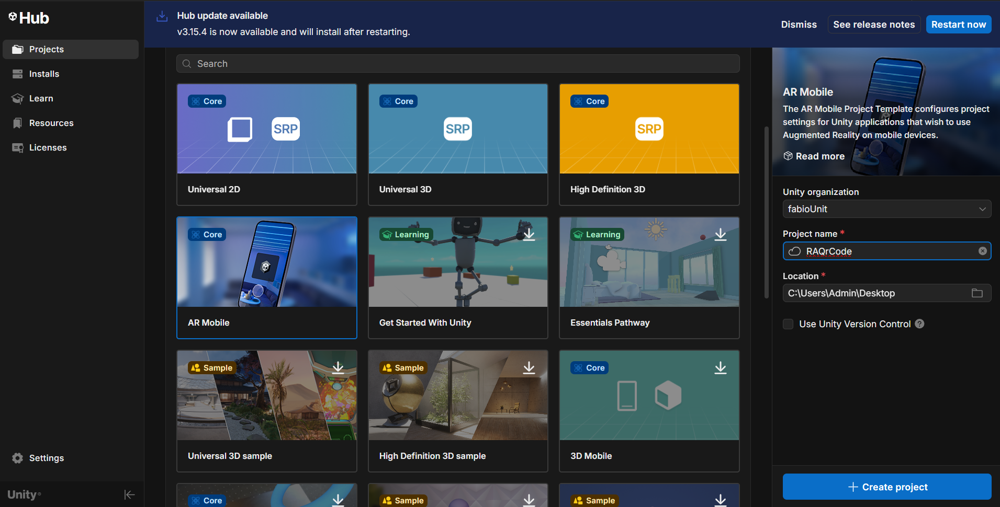 Hub
Projects
Installs
Learn
Resources
Licenses
Settings
Unity
Hub update available
v3.15.4 is now available and will install after restarting.
Dismiss
See release notes
Restart now
Search
Core
SRP
Universal 2D
Core
SRP
Universal 3D
Core
SRP
High Definition 3D
Core
AR Mobile
Learning
Get Started With Unity
Learning
Essentials Pathway
Sample
Universal 3D sample
Sample
High Definition 3D sample
Core
3D Mobile
Core
Sample
Sample
AR Mobile
The AR Mobile Project Template configures project
settings for Unity applications that wish to use
Augmented Reality on mobile devices.
Read more
Unity organization
fabioUnit
Project name *
RAQrCode
Location *
C:\Users\Admin\Desktop
Use Unity Version Control ?
+ Create project